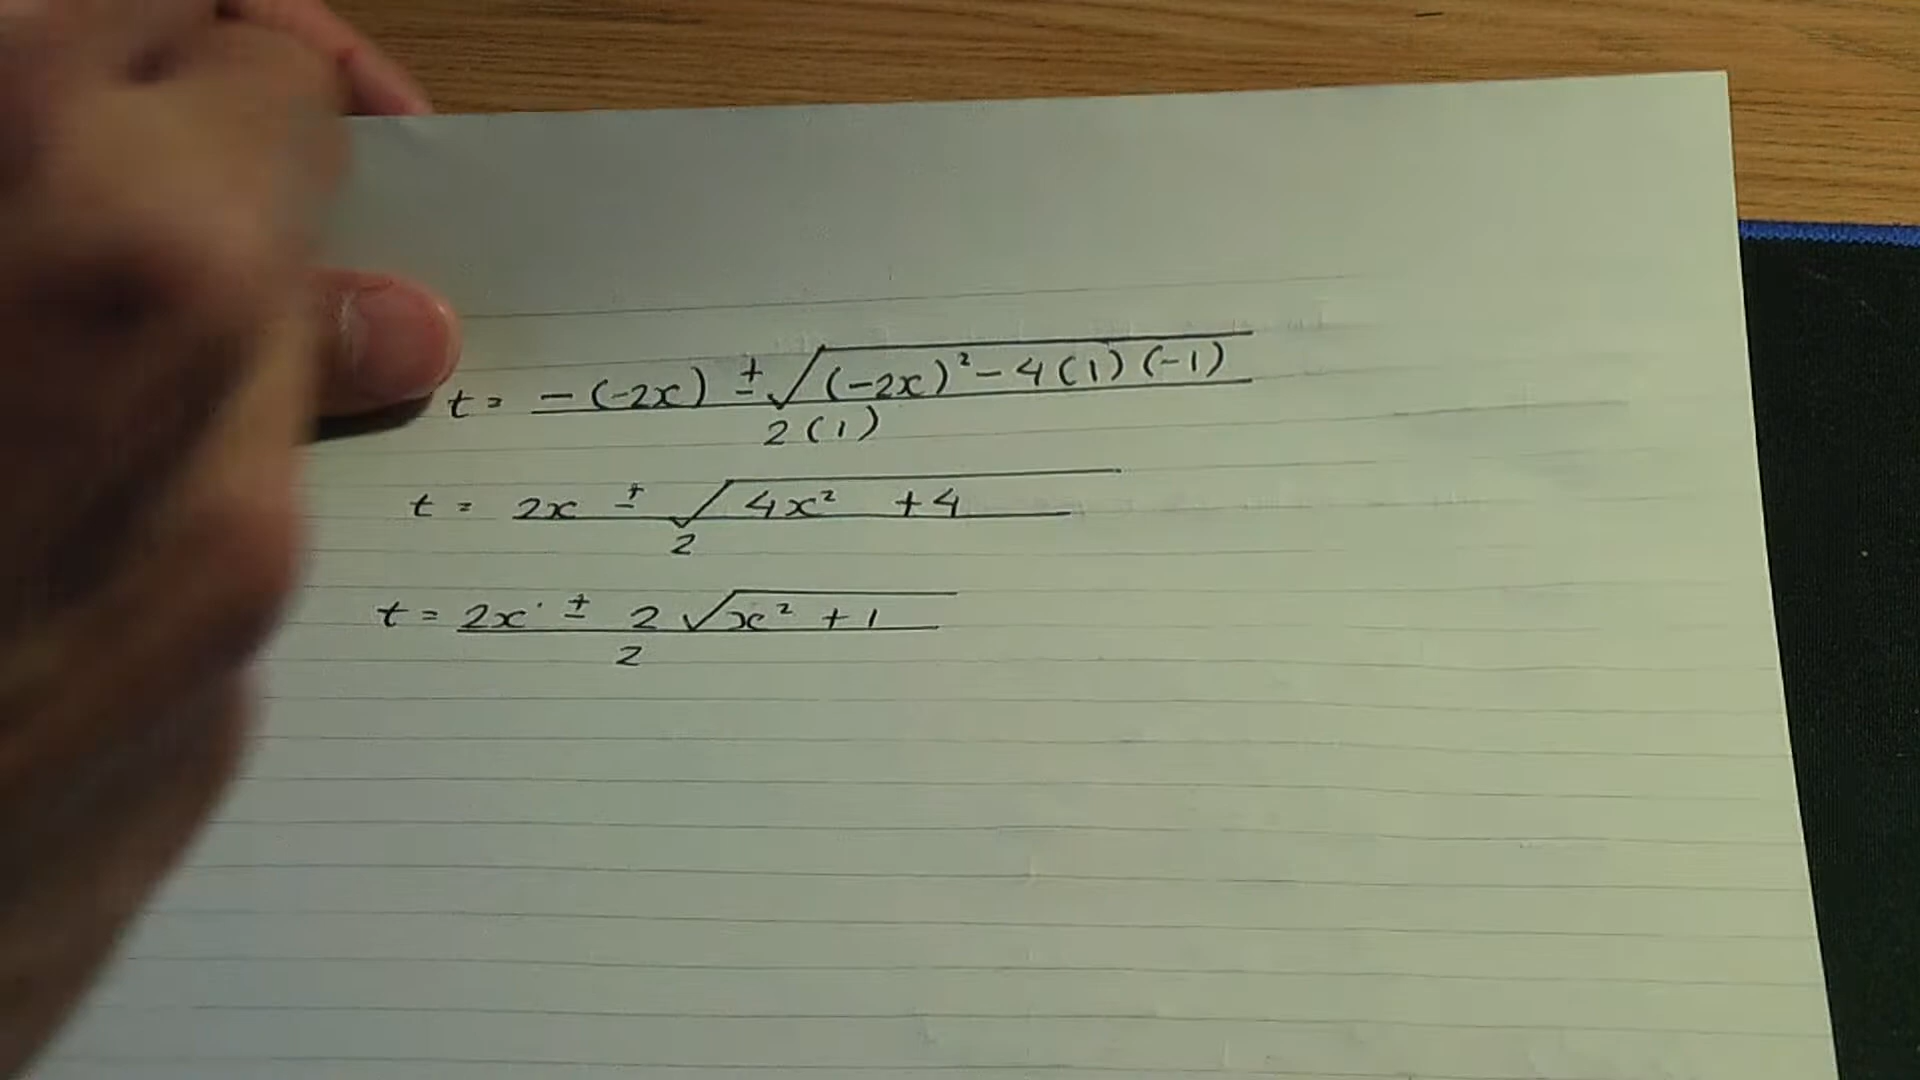 t = -(-2x) ± √(-2x)² - 4(1)(-1)
2(1)
t = 2x ± √4x² + 4
2
t = 2x ± 2√x² + 1
2